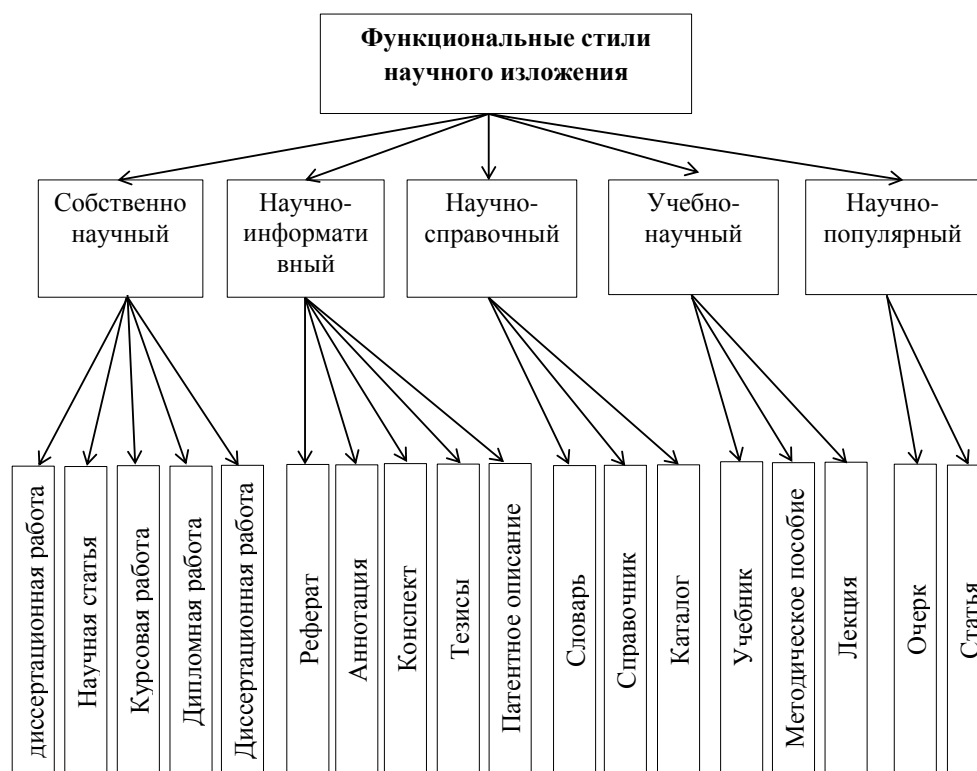 Функциональные стили
научного изложения
Собственно
научный
Научно-
информати
вный
Научно-
справочный
Учебно-
научный
Научно-
популярный
диссертационная работа
Научная статья
Курсовая работа
Дипломная работа
Диссертационная работа
Реферат
Аннотация
Конспект
Тезисы
Патентное описание
Словарь
Справочник
Каталог
Учебник
Методическое пособие
Лекция
Очерк
Статья